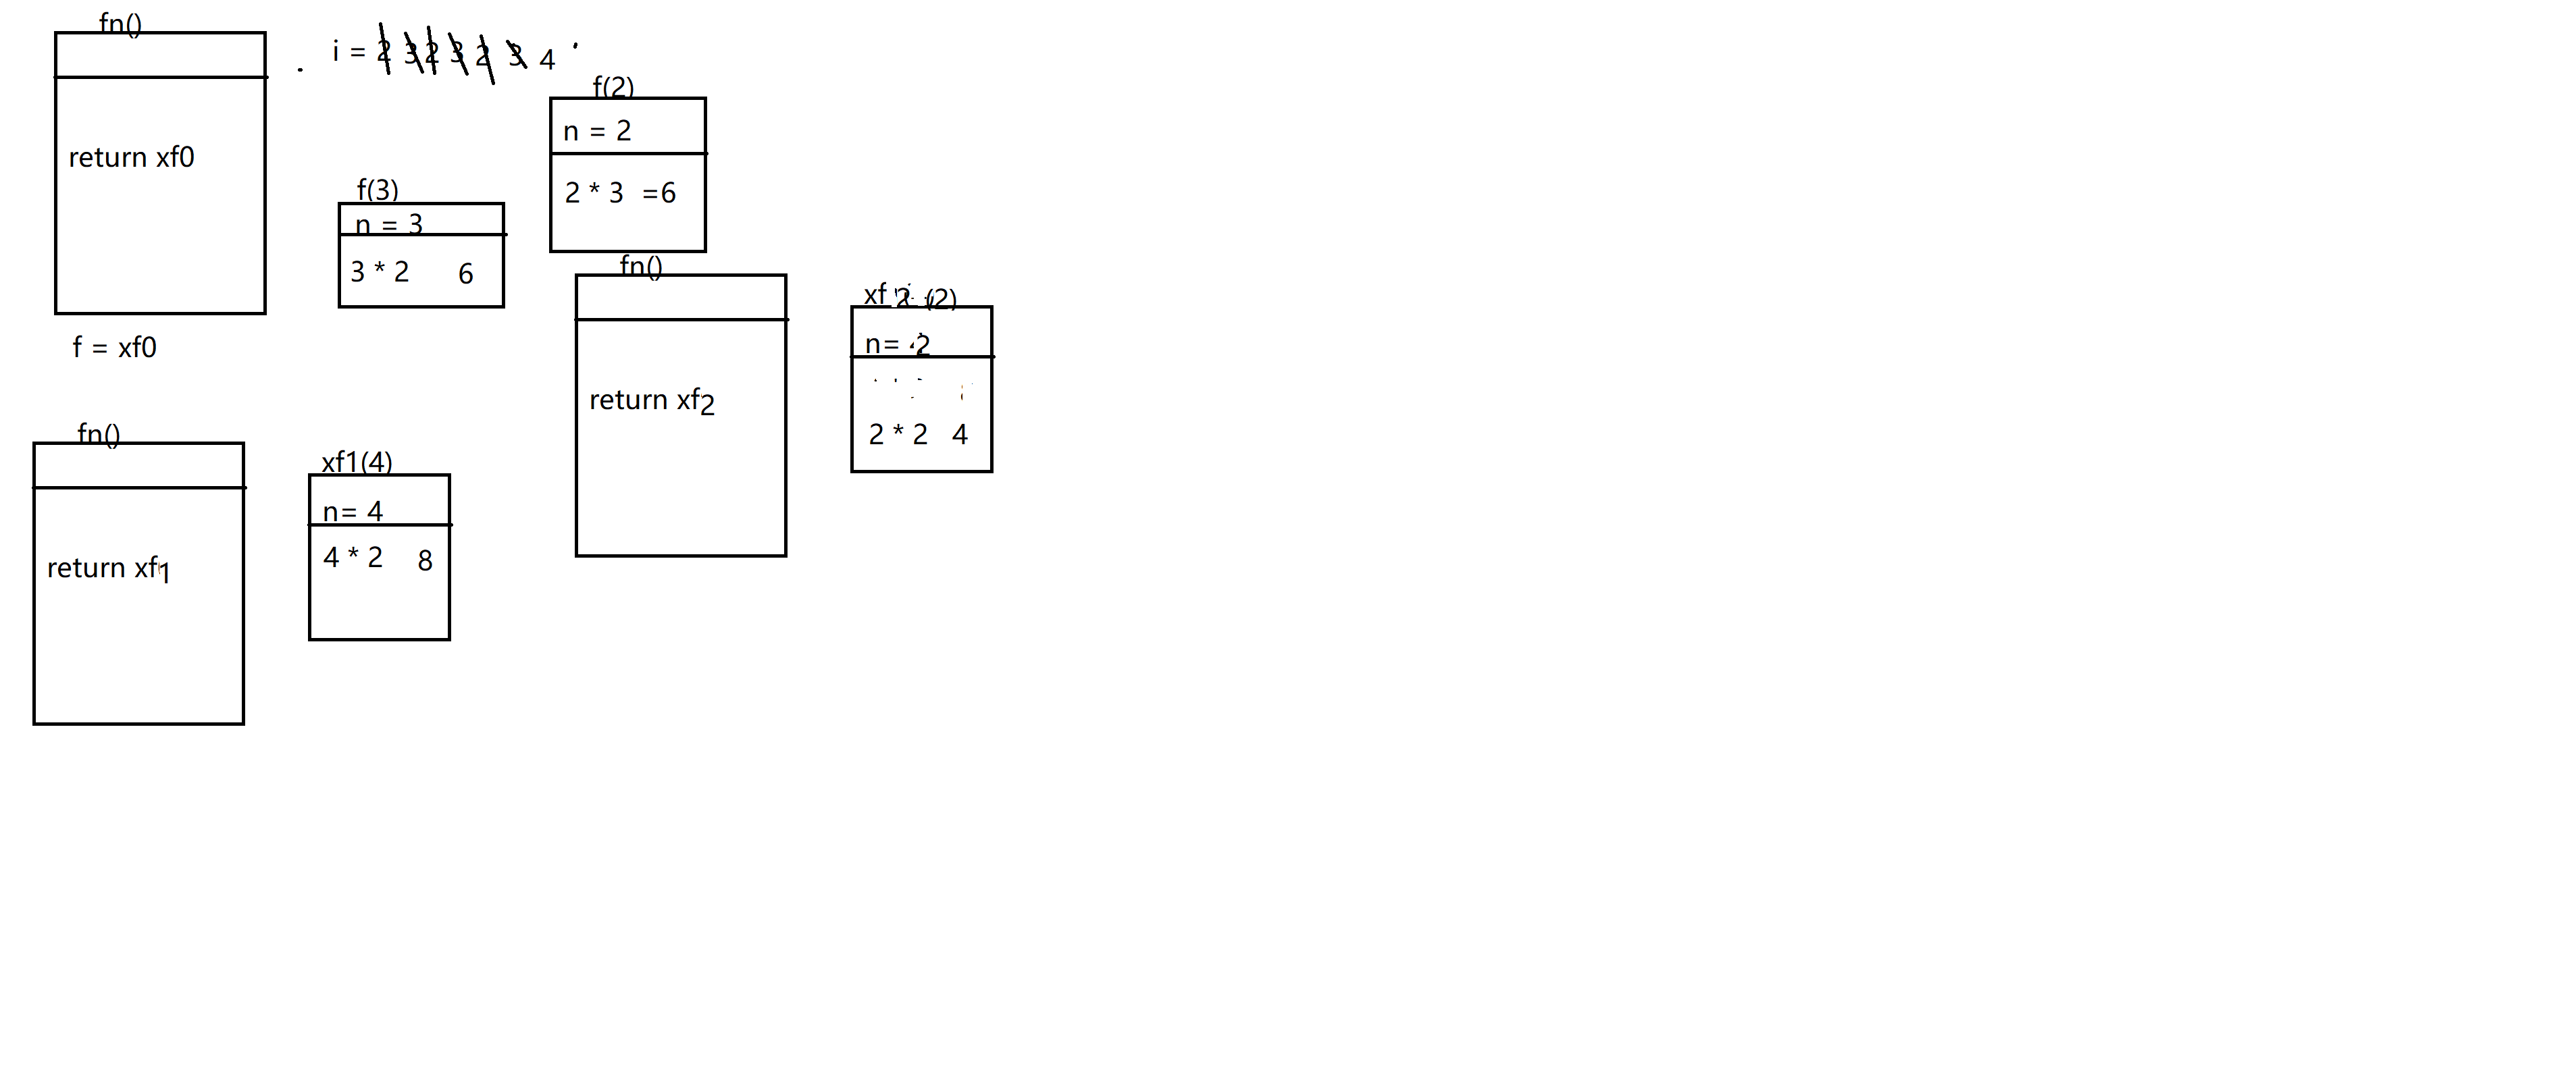 fn()
return xf0
f = xf0
i = 2 3 2 3 2 3 4
f(2)
n = 2
2 * 3 =6
f(3)
n = 3
3 * 2 6
fn()
return xf2
xf 2 (2)
n= 2
2 * 2 4
fn()
return xf1
xf1(4)
n= 4
4 * 2 8